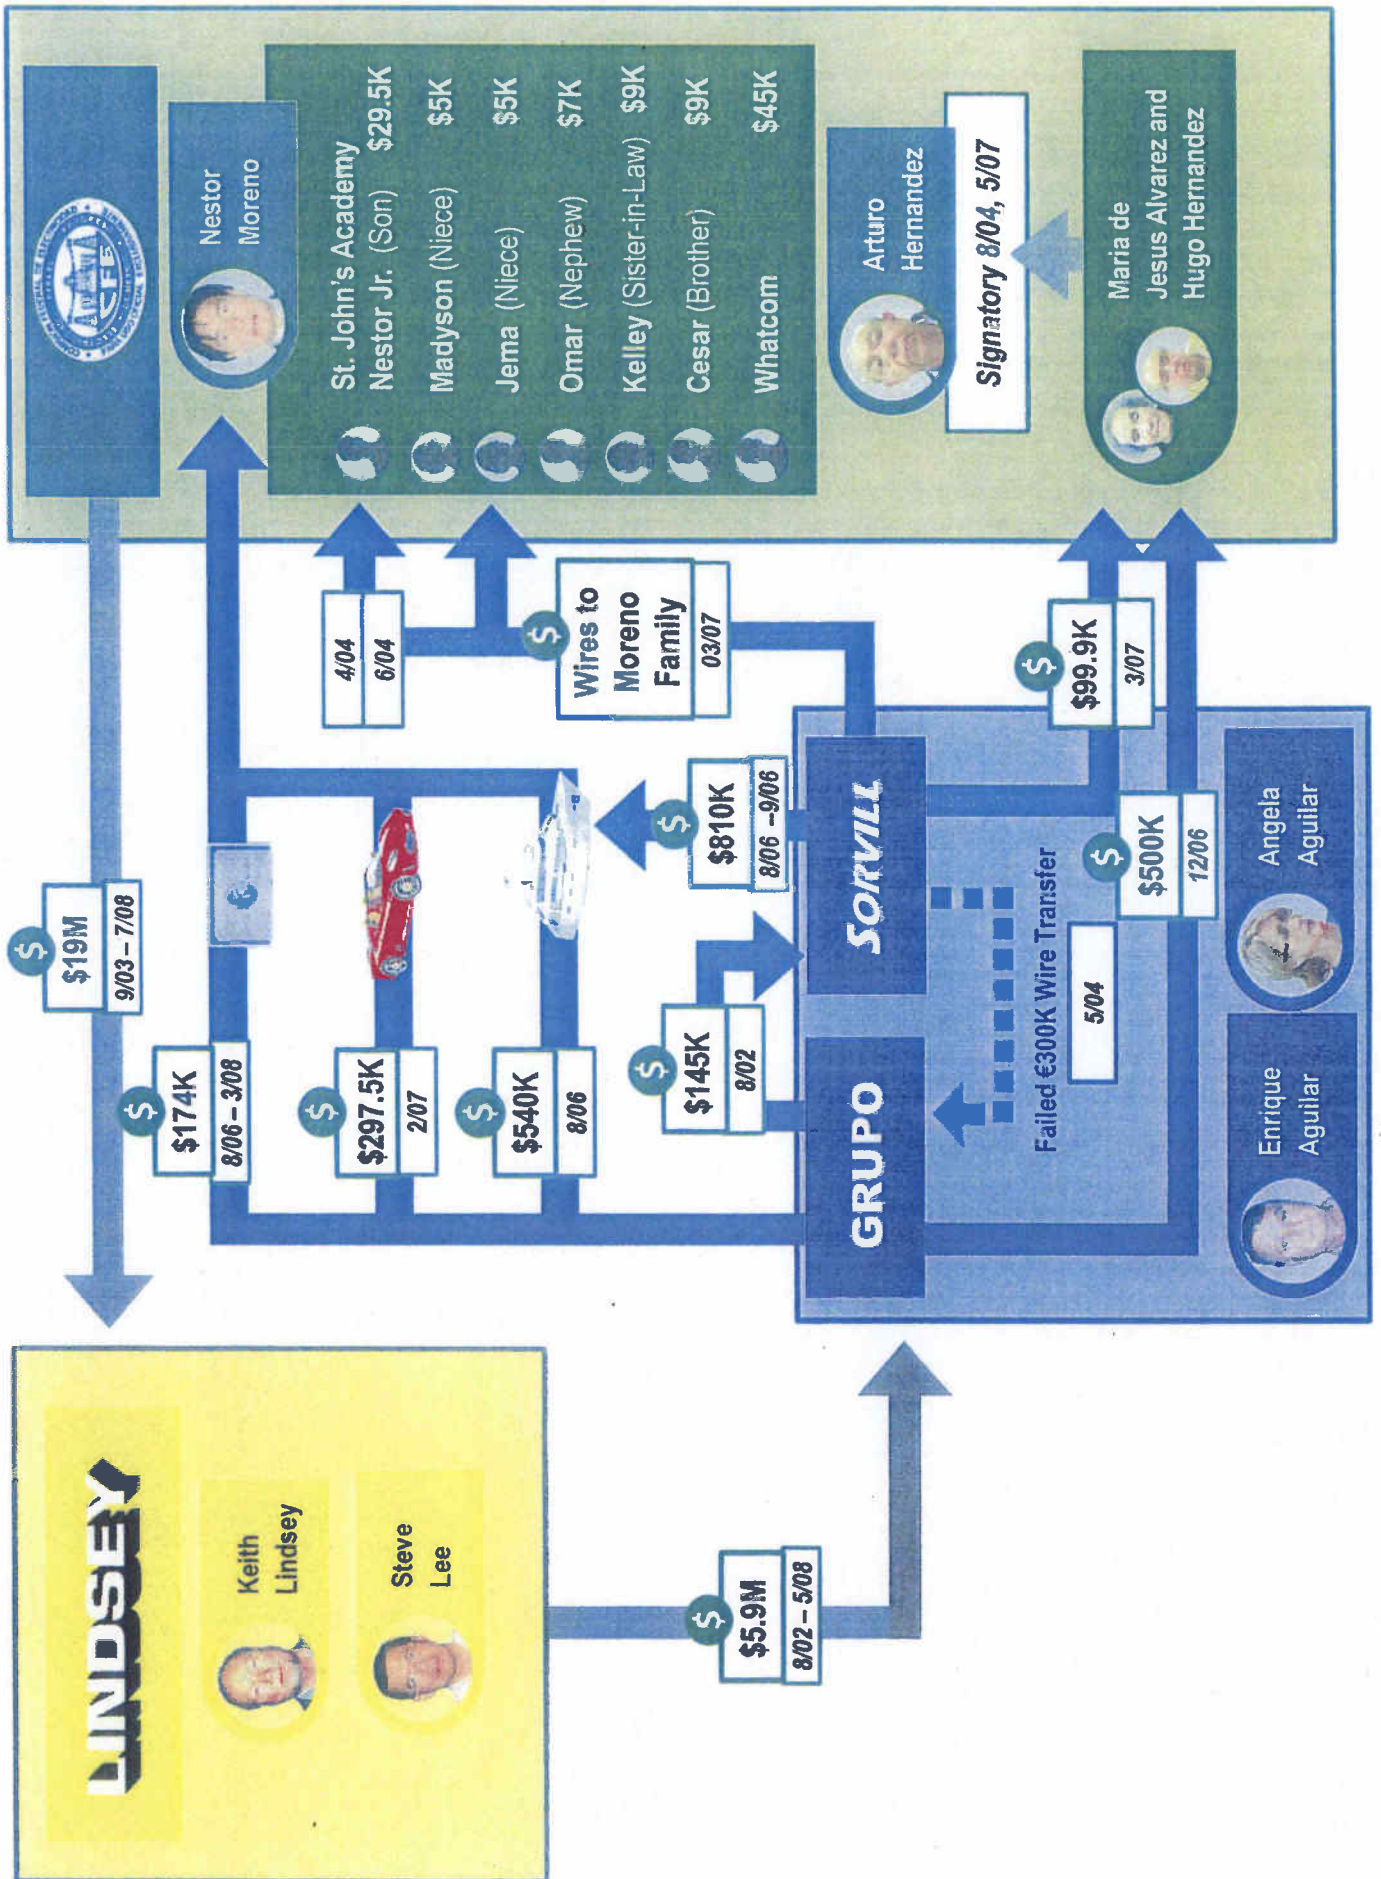 LINDSEY
Keith
Lindsey
Steve
Lee
$
$19M
9/03 – 7/08
CFE
Nestor
Moreno
$
$174K
8/06 – 3/08
$
$297.5K
2/07
$
$540K
8/06
4/04
6/04
St. John's Academy
Nestor Jr. (Son) $29.5K
Madyson (Niece) $5K
Jema (Niece) $5K
Omar (Nephew) $7K
Kelley (Sister-in-Law) $9K
Cesar (Brother) $9K
Whatcom $45K
$
Wires to
Moreno
Family
03/07
$
$5.9M
8/02 – 5/08
$
$145K
8/02
$
$810K
8/06 –9/06
GRUPO
SORVILL
Failed €300K Wire Transfer
5/04
$
$99.9K
3/07
$
$500K
12/06
Enrique
Aguilar
Angela
Aguilar
Arturo
Hernandez
Signatory 8/04, 5/07
Maria de
Jesus Alvarez and
Hugo Hernandez